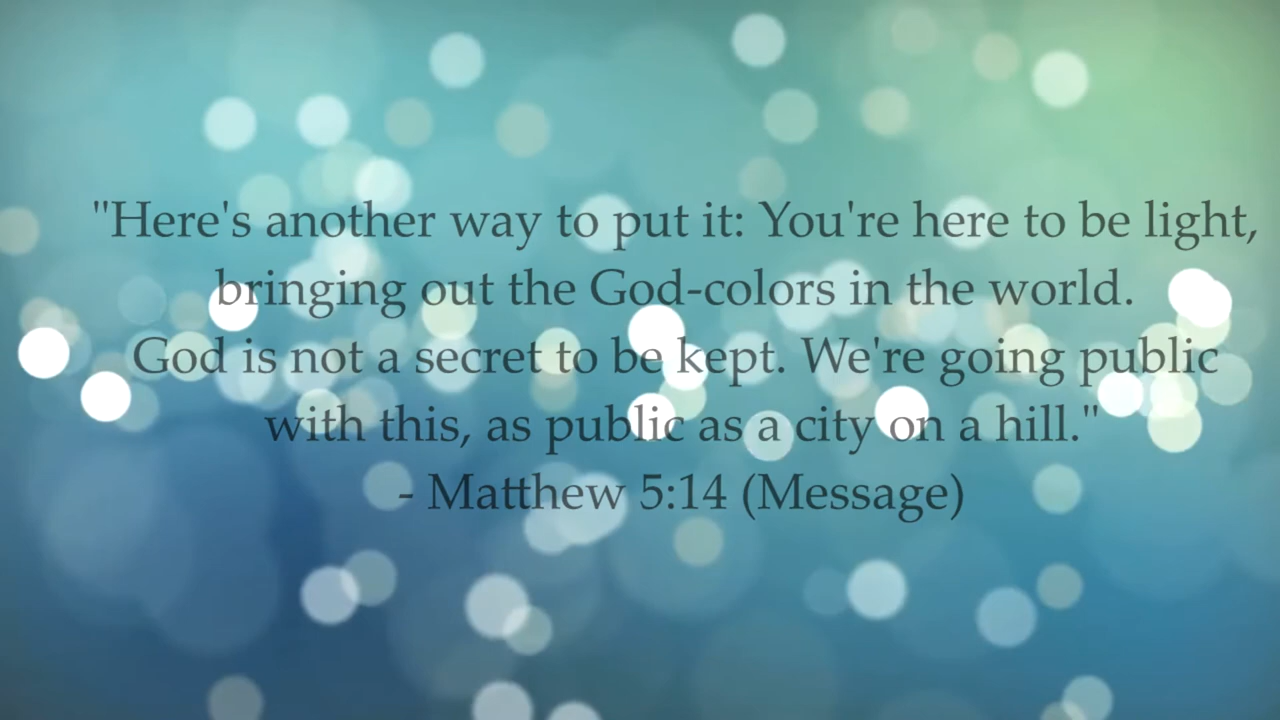 "Here's another way to put it: You're here to be light,
bringing out the God-colors in the world.
God is not a secret to be kept. We're going public
with this, as public as a city on a hill."
- Matthew 5:14 (Message)